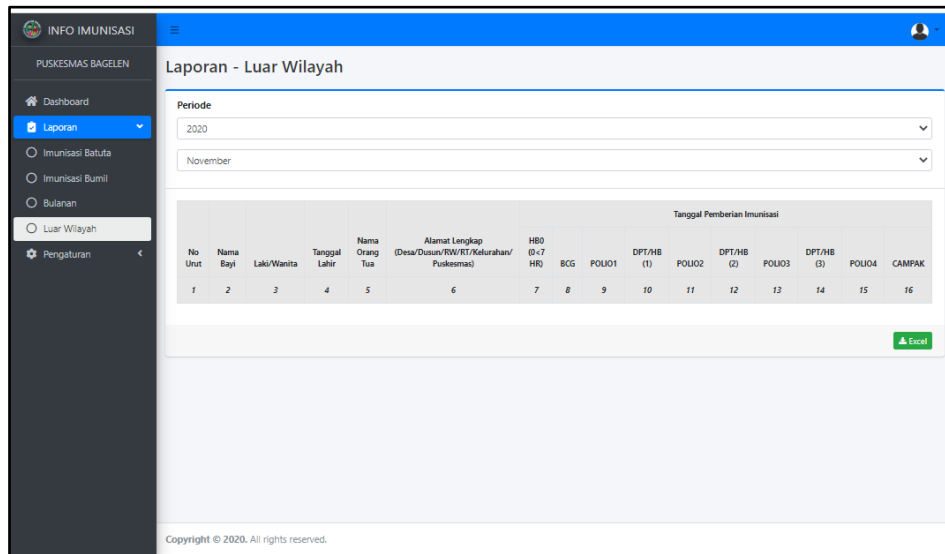 INFO IMUNISASI
PUSKESMAS BAGELEN
Dashboard
Laporan
Imunisasi Batuta
Imunisasi Bumil
Bulanan
Luar Wilayah
Pengaturan
Laporan - Luar Wilayah
Periode
2020
November
Tanggal Pemberian Imunisasi
No Urut
Nama Bayi
Laki/Wanita
Tanggal Lahir
Nama Orang Tua
Alamat Lengkap (Desa/Dusun/RW/RT/Kelurahan/Puskesmas)
HB0 (0<7 HR)
BCG
POLIO1
DPT/HB (1)
POLIO2
DPT/HB (2)
POLIO3
DPT/HB (3)
POLIO4
CAMPAK
1 2 3 4 5 6 7 8 9 10 11 12 13 14 15 16
Excel
Copyright © 2020. All rights reserved.